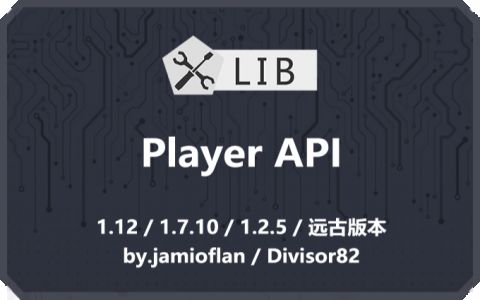 LIB
Player API
1.12 / 1.7.10 / 1.2.5 / 远古版本
by.jamioflan / Divisor82